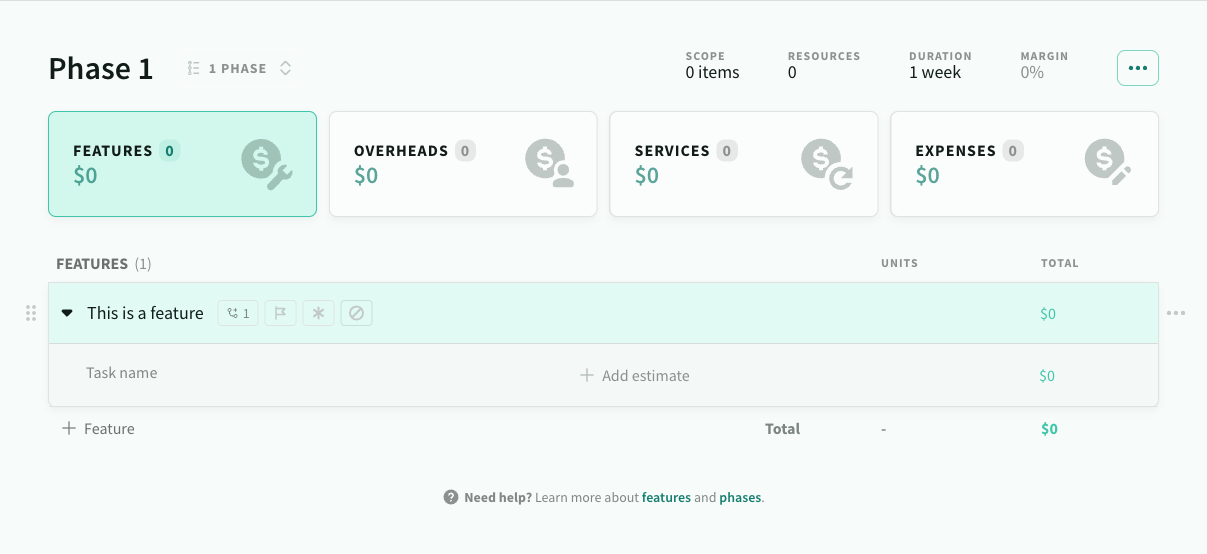 Phase 1
1 PHASE
SCOPE
0 items
RESOURCES
0
DURATION
1 week
MARGIN
0%
FEATURES 0
$0
OVERHEADS 0
$0
SERVICES 0
$0
EXPENSES 0
$0
FEATURES (1) UNITS TOTAL
This is a feature 1 $0
Task name Add estimate $0
Feature Total - $0
Need help? Learn more about features and phases.